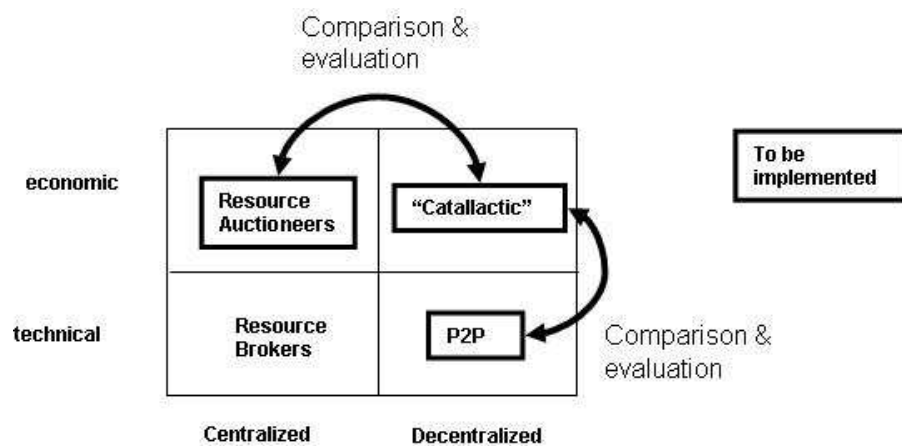 Comparison &
evaluation
economic
Resource
Auctioneers
“Catallactic”
To be
implemented
technical
Resource
Brokers
P2P
Comparison &
evaluation
Centralized
Decentralized